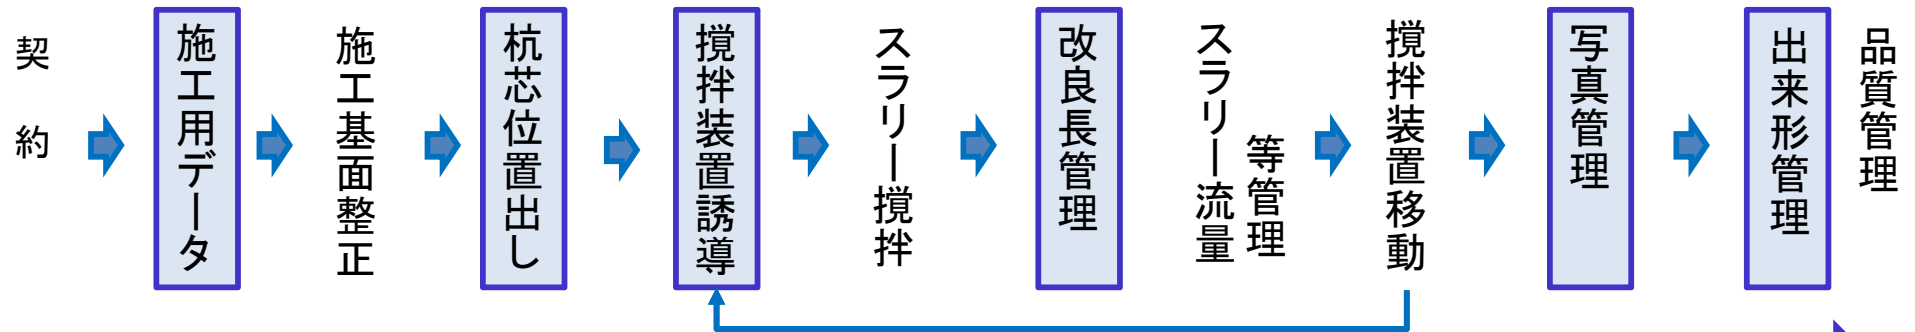 契約
施工用データ
施工基面整正
杭芯位置出し
撹拌装置誘導
スラリー撹拌
改良長管理
スラリー流量
等管理
撹拌装置移動
写真管理
出来形管理
品質管理